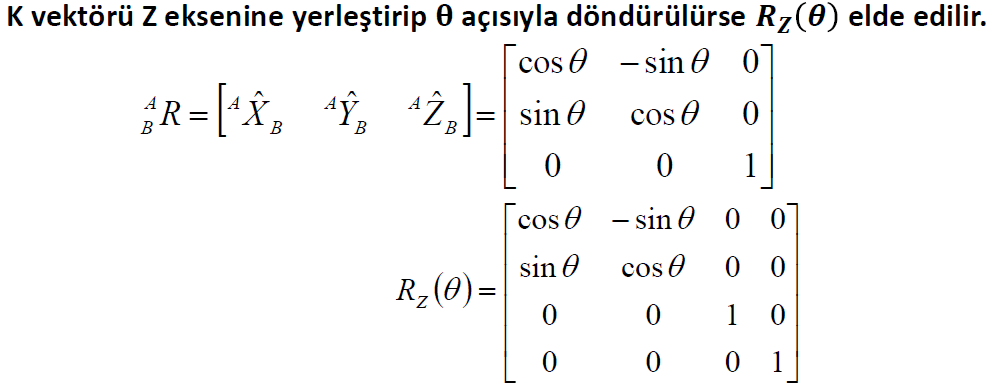 K vektörü Z eksenine yerleştirip θ açısıyla döndürülürse R_Z(θ) elde edilir.
^A_B R = [^A X̂_B ^A Ŷ_B ^A Ẑ_B] = [cos θ − sin θ 0
sin θ cos θ 0
0 0 1]
R_Z(θ) = [cos θ − sin θ 0 0
sin θ cos θ 0 0
0 0 1 0
0 0 0 1]